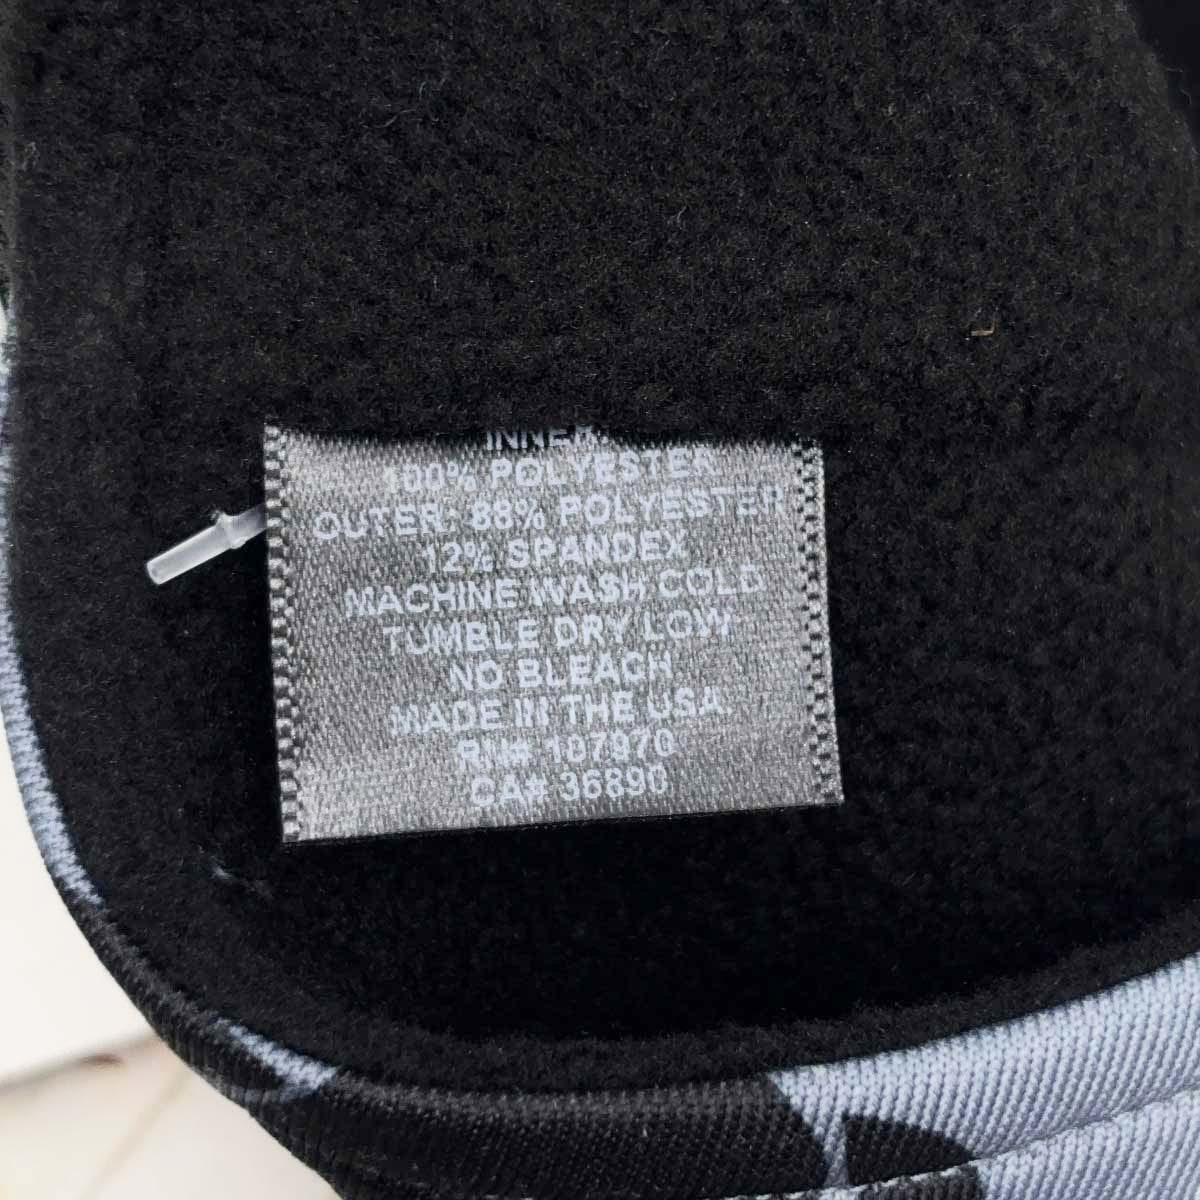 INNER:
100% POLYESTER
OUTER: 88% POLYESTER
12% SPANDEX
MACHINE WASH COLD
TUMBLE DRY LOW
NO BLEACH
MADE IN THE USA
RN# 107970
CA# 36890